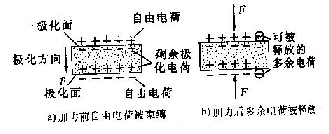 极化面
自由电荷
极化方向
剩余极
化电荷
F
极化面
自由电荷
a)加力前自由电荷被束缚
F
可被
释放的
多余电荷
F
b)加力后多余电荷被释放